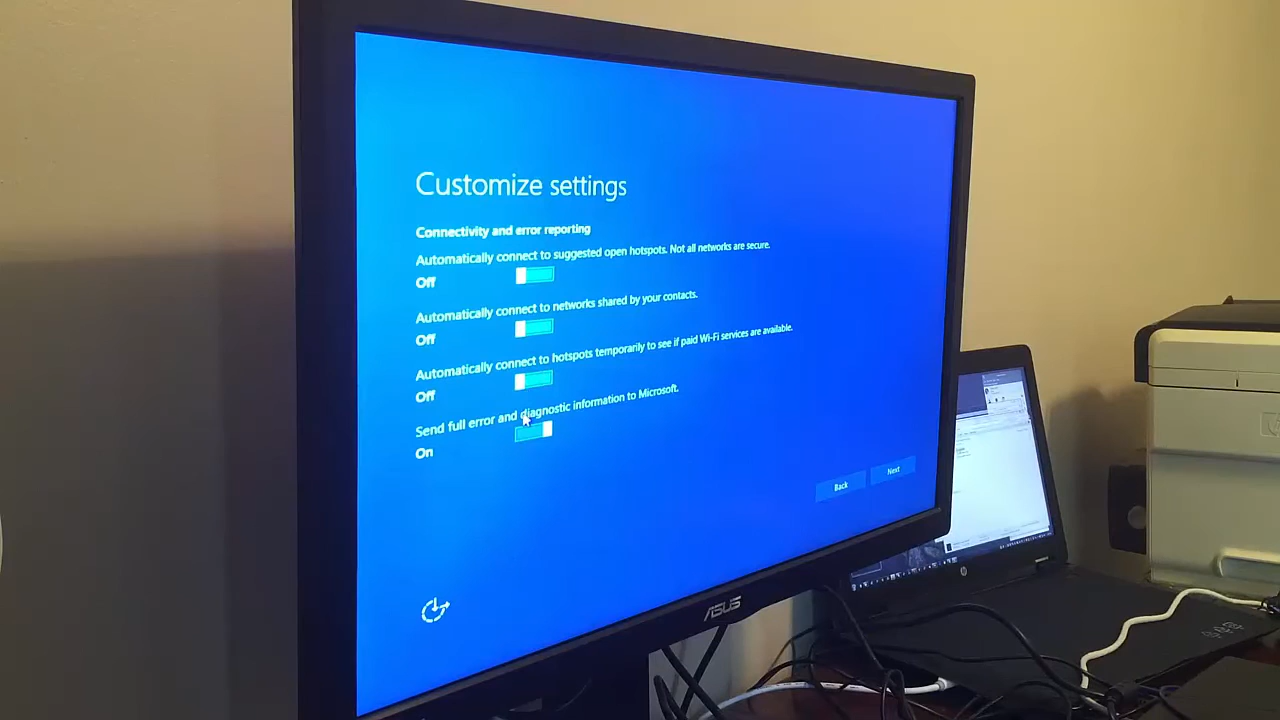 Customize settings
Connectivity and error reporting
Automatically connect to suggested open hotspots. Not all networks are secure.
Off
Automatically connect to networks shared by your contacts.
Off
Automatically connect to hotspots temporarily to see if paid Wi-Fi services are available.
Off
Send full error and diagnostic information to Microsoft.
On
Back
Next
ASUS
hp